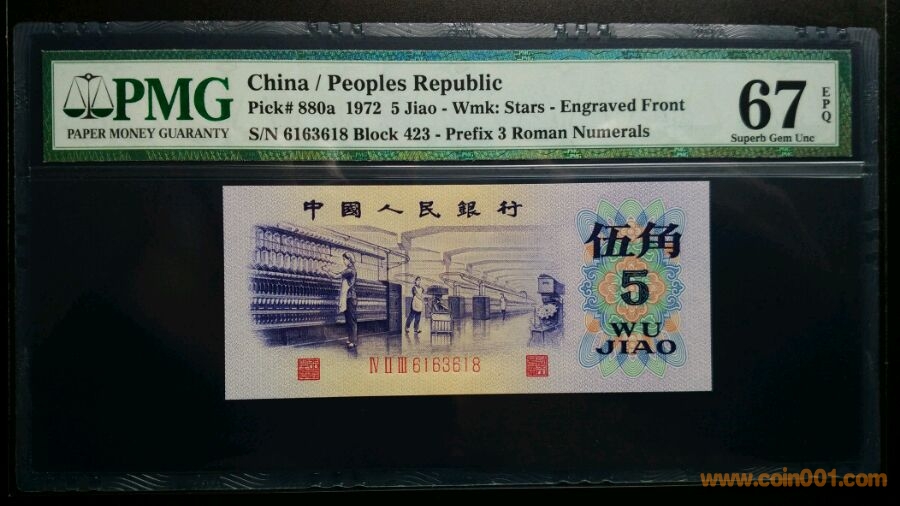 PMG
PAPER MONEY GUARANTY
China / Peoples Republic
Pick# 880a 1972 5 Jiao - Wmk: Stars - Engraved Front
S/N 6163618 Block 423 - Prefix 3 Roman Numerals
67
EPQ
Superb Gem Unc
中國人民銀行
伍角
5
WU
JIAO
IV II III 6163618
www.coin001.com